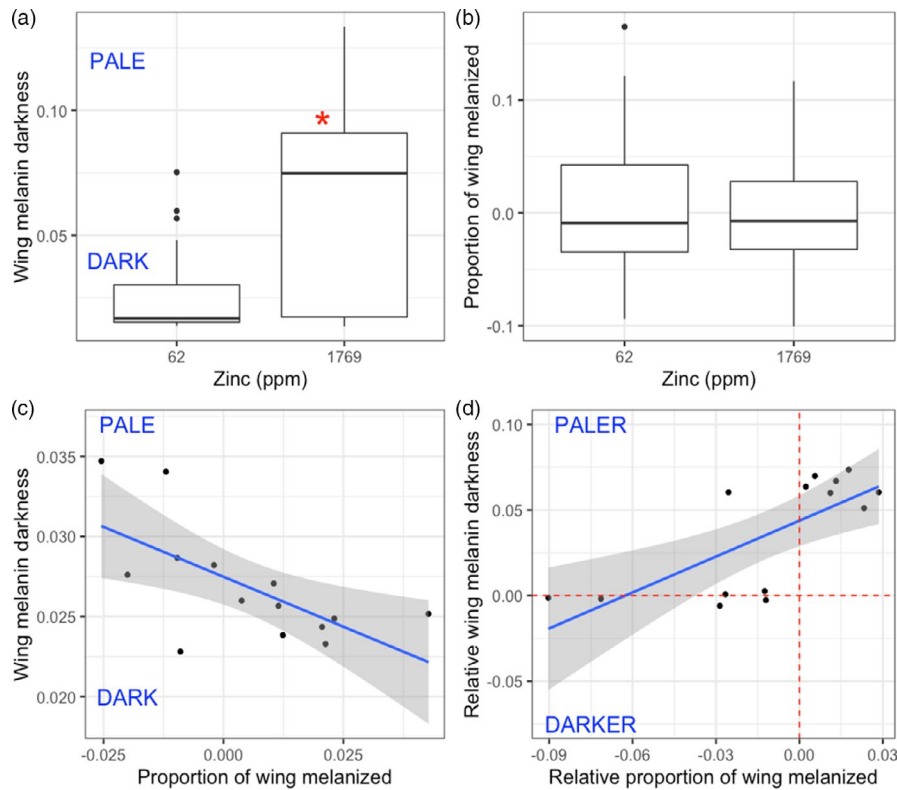 (a)
Wing melanin darkness
0.10
0.05
PALE
*
DARK
62
1769
Zinc (ppm)
(b)
Proportion of wing melanized
0.1
0.0
-0.1
62
1769
Zinc (ppm)
(c)
Wing melanin darkness
0.035
0.030
0.025
0.020
PALE
DARK
-0.025
0.000
0.025
Proportion of wing melanized
(d)
Relative wing melanin darkness
0.10
0.05
0.00
-0.05
PALER
DARKER
-0.09
-0.06
-0.03
0.00
0.03
Relative proportion of wing melanized